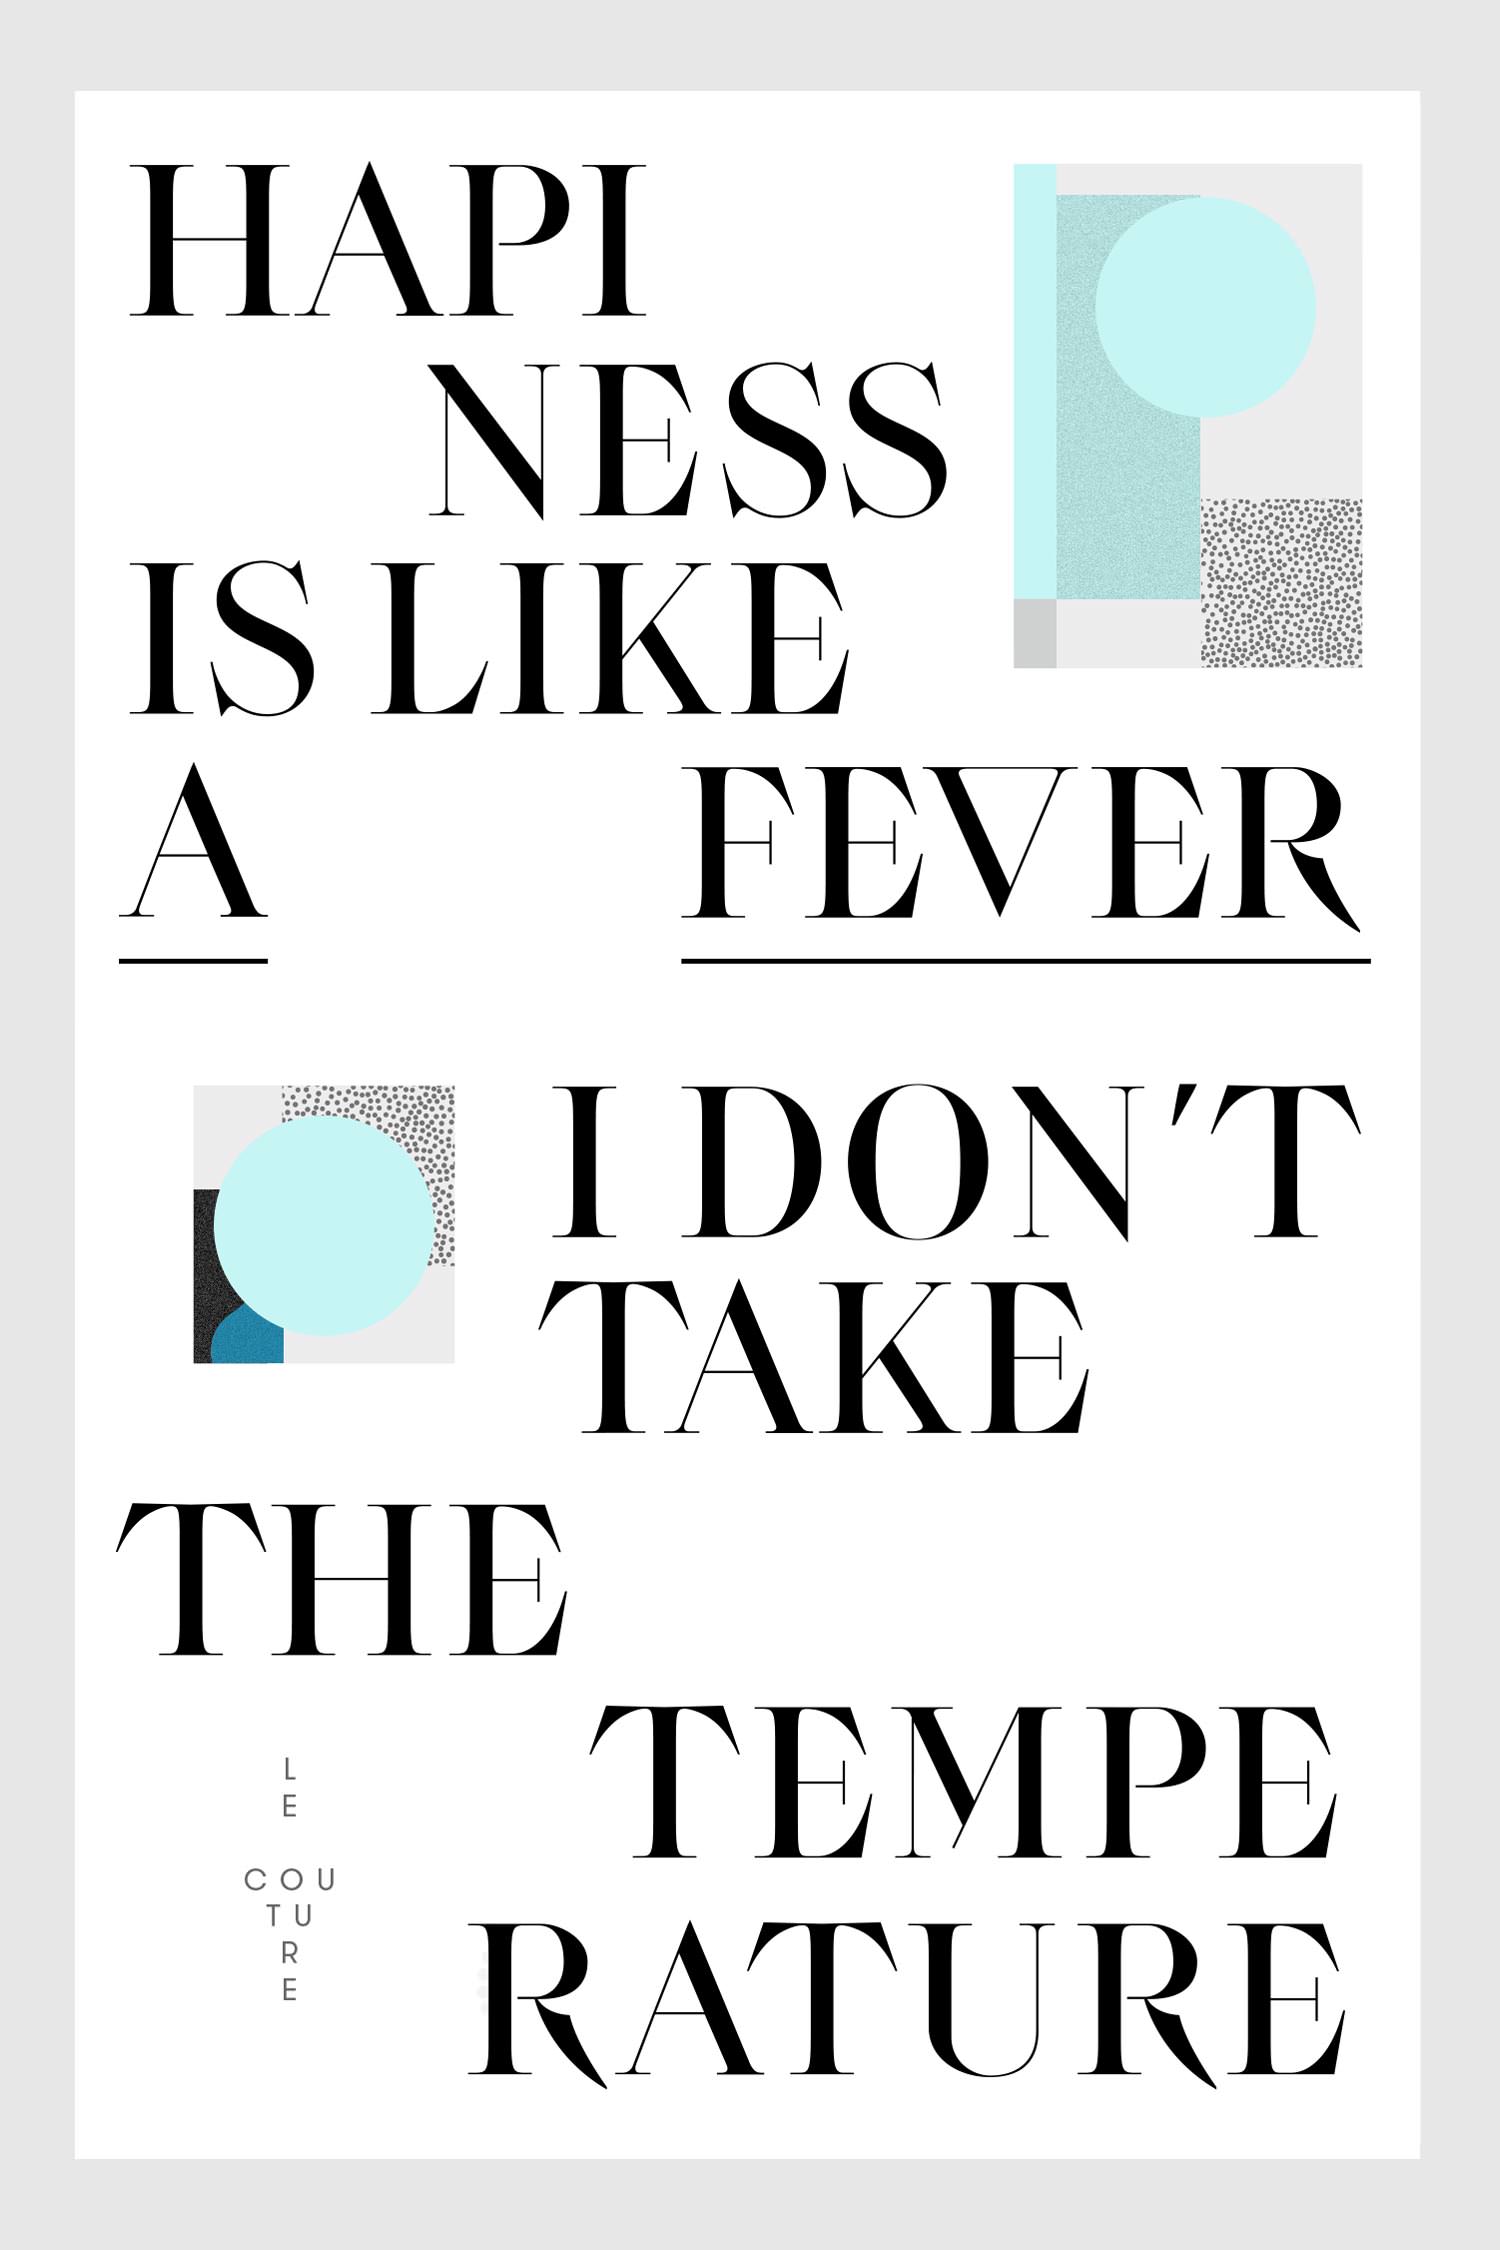 HAPI
NESS
IS LIKE
A FEVER
I DON'T
TAKE
THE
TEMPE
RATURE
L
E
COU
TU
R
E